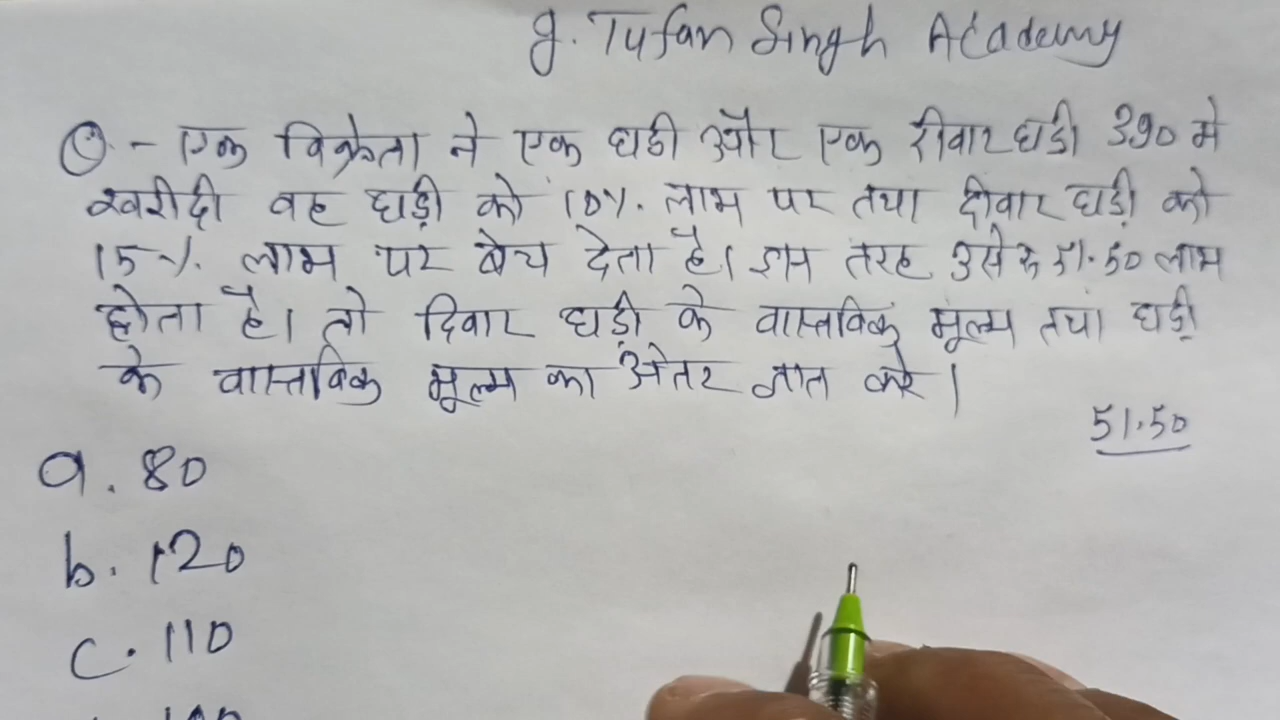 J. Tufan Singh Academy
Q - एक विक्रेता ने एक घडी और एक दीवार घडी 390 मे
खरीदी वह घड़ी को 10%. लाभ पर तथा दीवार घडी को
15%. लाभ पर बेच देता है। इस तरह उसे रु 51.50 लाभ
होता है। तो दिवार घड़ी के वास्तविक मूल्य तथा घडी़
के वास्तविक मूल्य का अंतर ज्ञात करे।
51.50
a. 80
b. 120
c. 110